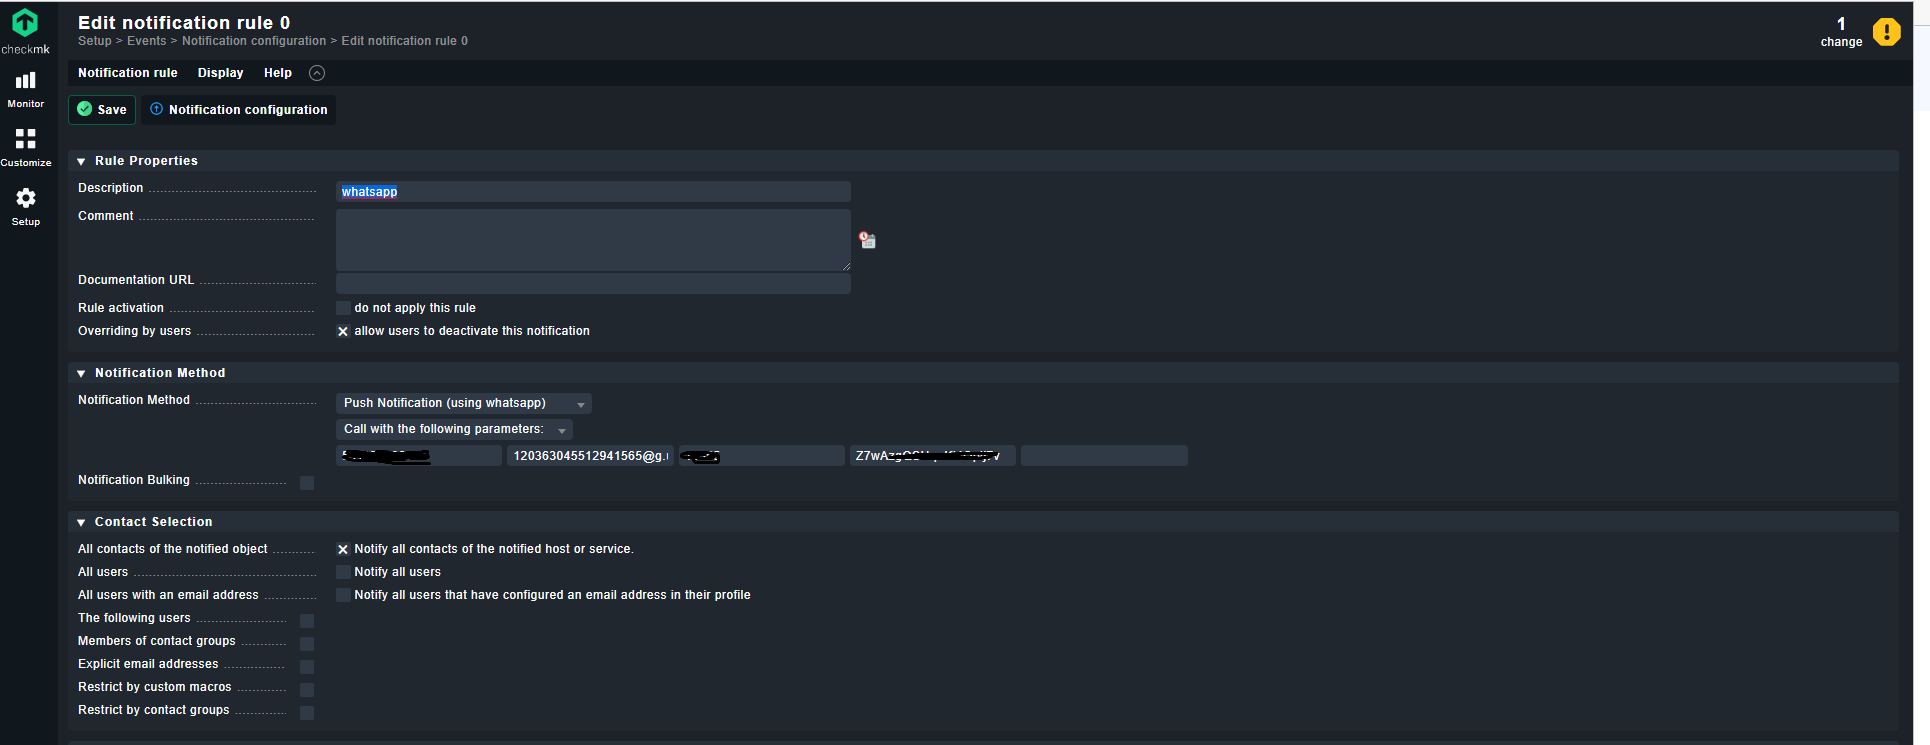 Edit notification rule 0
Setup > Events > Notification configuration > Edit notification rule 0
1
change
checkmk
Monitor
Customize
Setup
Notification rule Display Help
Save Notification configuration
Rule Properties
Description whatsapp
Comment
Documentation URL
Rule activation do not apply this rule
Overriding by users allow users to deactivate this notification
Notification Method
Notification Method Push Notification (using whatsapp)
Call with the following parameters:
120363045512941565@g.
Notification Bulking
Contact Selection
All contacts of the notified object Notify all contacts of the notified host or service.
All users Notify all users
All users with an email address Notify all users that have configured an email address in their profile
The following users
Members of contact groups
Explicit email addresses
Restrict by custom macros
Restrict by contact groups